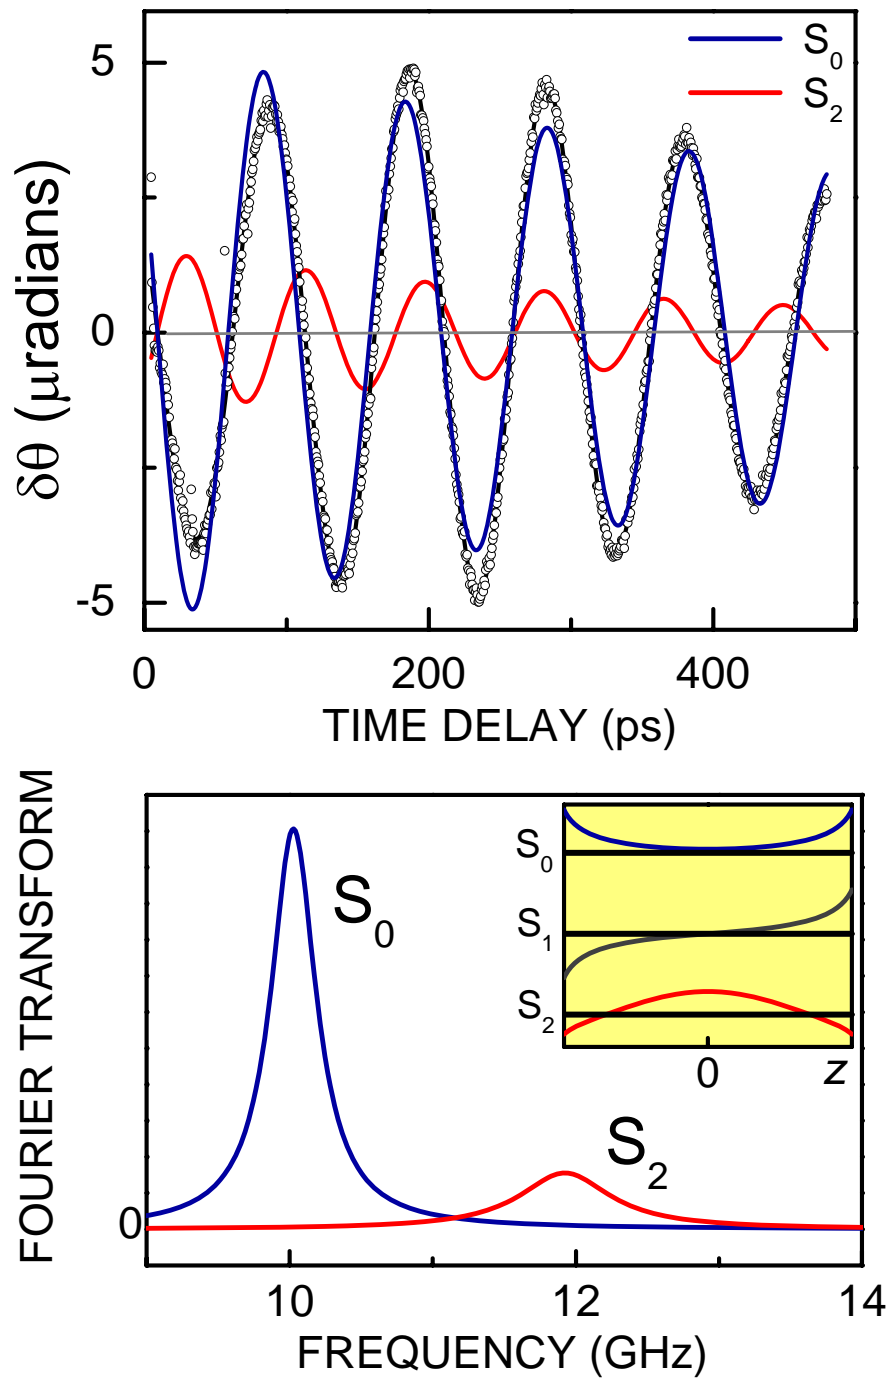 S₀
S₂
5
0
-5
δθ (μradians)
0 200 400
TIME DELAY (ps)
FOURIER TRANSFORM
0
S₀
S₂
S₀
S₁
S₂
0 z
10 12 14
FREQUENCY (GHz)